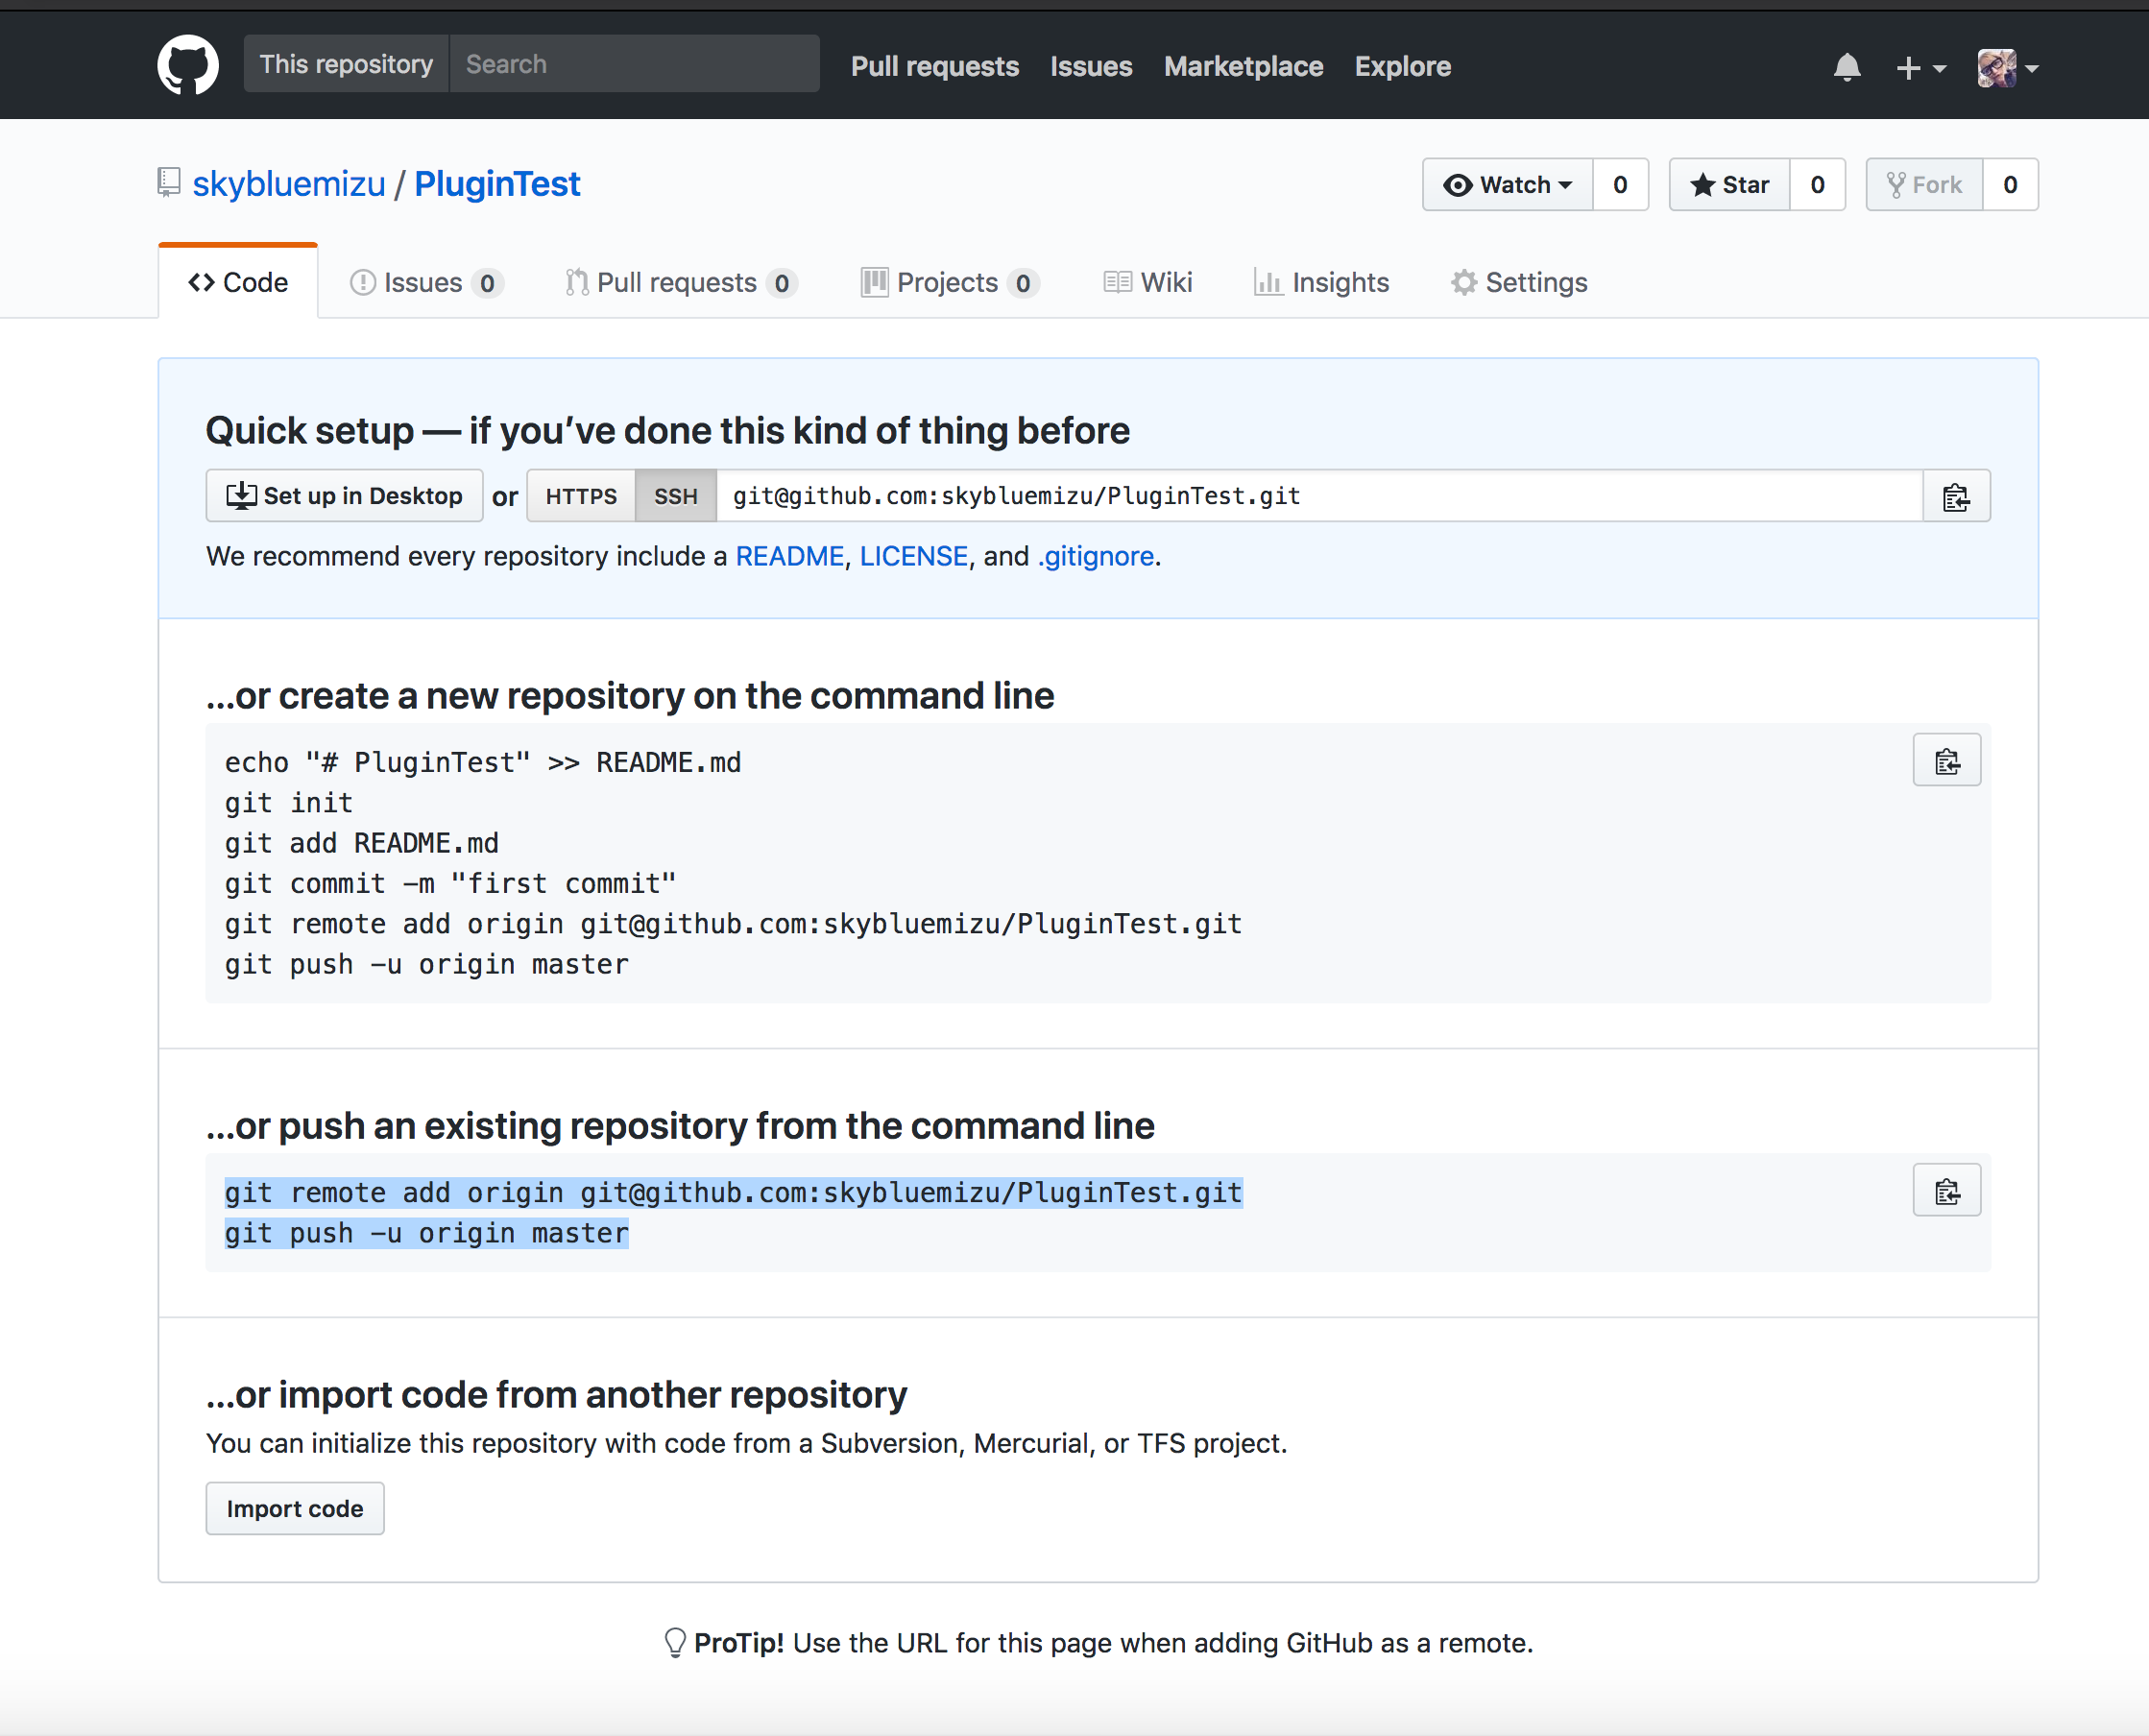 This repository Search Pull requests Issues Marketplace Explore
skybluemizu / PluginTest Watch 0 Star 0 Fork 0
Code Issues 0 Pull requests 0 Projects 0 Wiki Insights Settings
Quick setup — if you’ve done this kind of thing before
Set up in Desktop or HTTPS SSH git@github.com:skybluemizu/PluginTest.git
We recommend every repository include a README, LICENSE, and .gitignore.
…or create a new repository on the command line
echo "# PluginTest" >> README.md
git init
git add README.md
git commit -m "first commit"
git remote add origin git@github.com:skybluemizu/PluginTest.git
git push -u origin master
…or push an existing repository from the command line
git remote add origin git@github.com:skybluemizu/PluginTest.git
git push -u origin master
…or import code from another repository
You can initialize this repository with code from a Subversion, Mercurial, or TFS project.
Import code
ProTip! Use the URL for this page when adding GitHub as a remote.